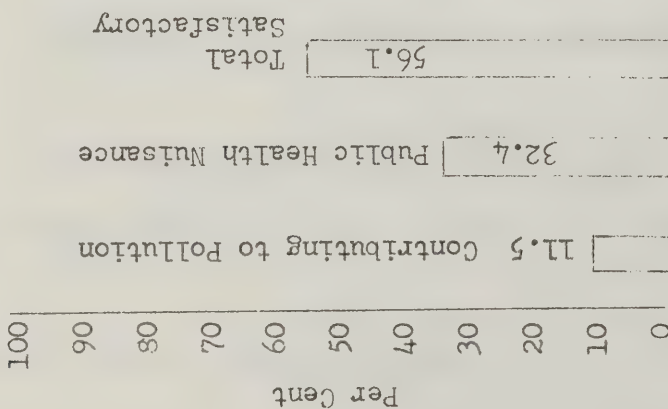 Total
Satisfactory
56.1
Public Health Nuisance
32.4
11.5 Contributing to Pollution
100
90
80
70
60
50
40
30
20
10
0
Per Cent